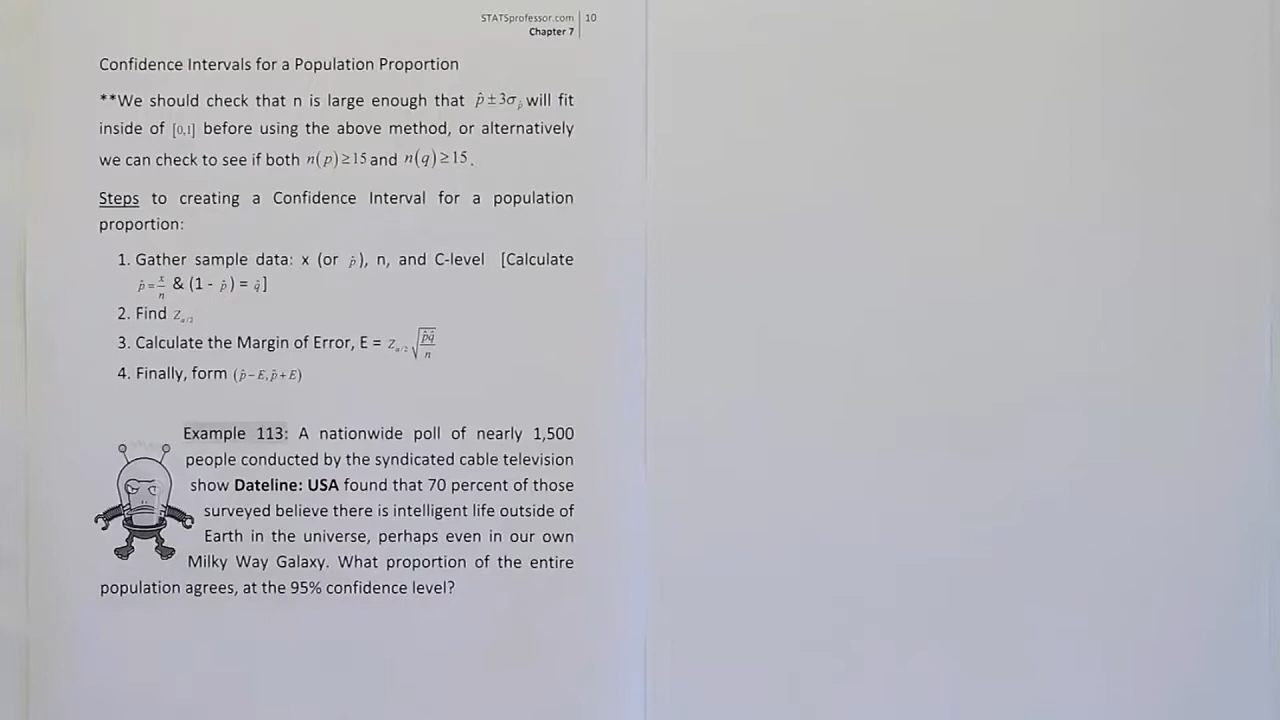 STATSprofessor.com 10
Chapter 7
Confidence Intervals for a Population Proportion
**We should check that n is large enough that p̂ ± 3σ_p̂ will fit
inside of [0,1] before using the above method, or alternatively
we can check to see if both n(p) ≥ 15 and n(q) ≥ 15.
Steps to creating a Confidence Interval for a population
proportion:
1. Gather sample data: x (or p̂), n, and C-level [Calculate
p̂ = x/n & (1 - p̂) = q̂]
2. Find Z_α/2
3. Calculate the Margin of Error, E = Z_α/2 √(p̂q̂/n)
4. Finally, form (p̂ − E, p̂ + E)
Example 113: A nationwide poll of nearly 1,500
people conducted by the syndicated cable television
show Dateline: USA found that 70 percent of those
surveyed believe there is intelligent life outside of
Earth in the universe, perhaps even in our own
Milky Way Galaxy. What proportion of the entire
population agrees, at the 95% confidence level?